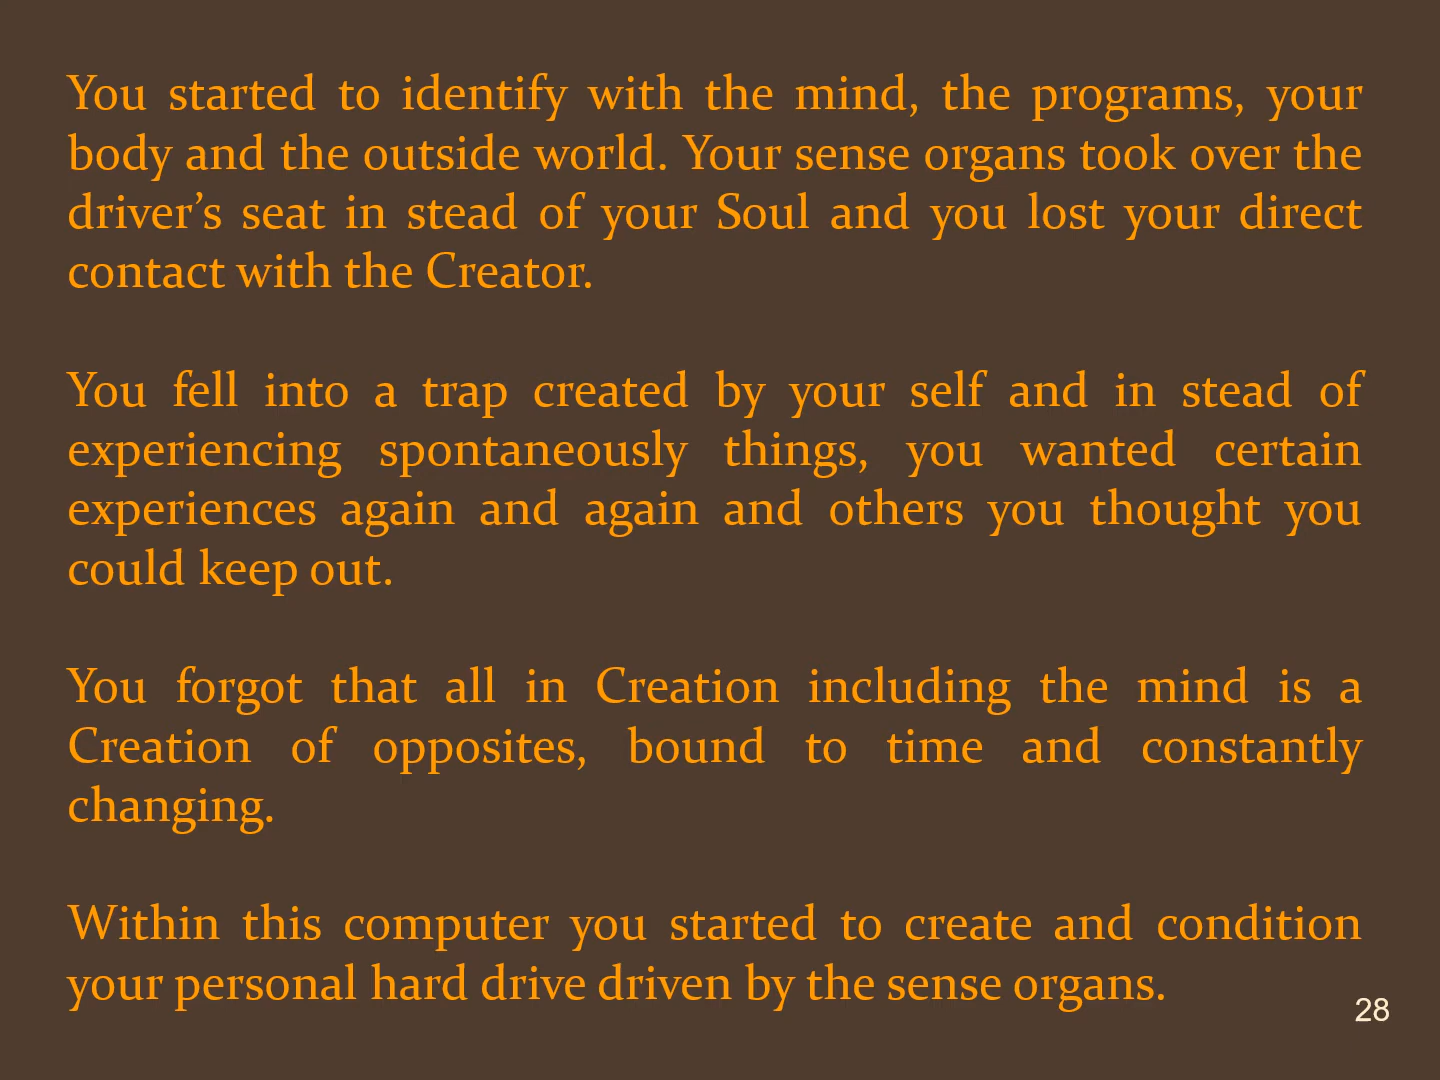 You started to identify with the mind, the programs, your
body and the outside world. Your sense organs took over the
driver’s seat in stead of your Soul and you lost your direct
contact with the Creator.
You fell into a trap created by your self and in stead of
experiencing spontaneously things, you wanted certain
experiences again and again and others you thought you
could keep out.
You forgot that all in Creation including the mind is a
Creation of opposites, bound to time and constantly
changing.
Within this computer you started to create and condition
your personal hard drive driven by the sense organs.
28